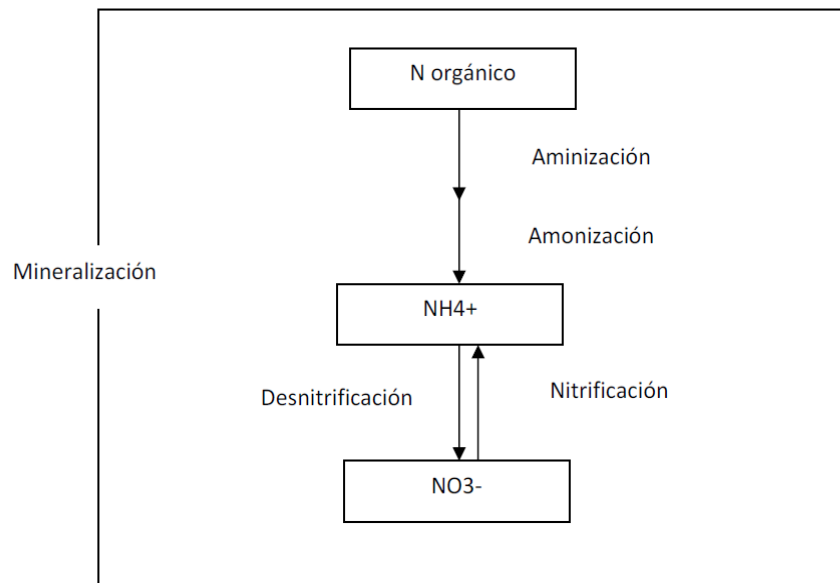 N orgánico
Aminización
Amonización
Mineralización
NH4+
Desnitrificación
Nitrificación
NO3-